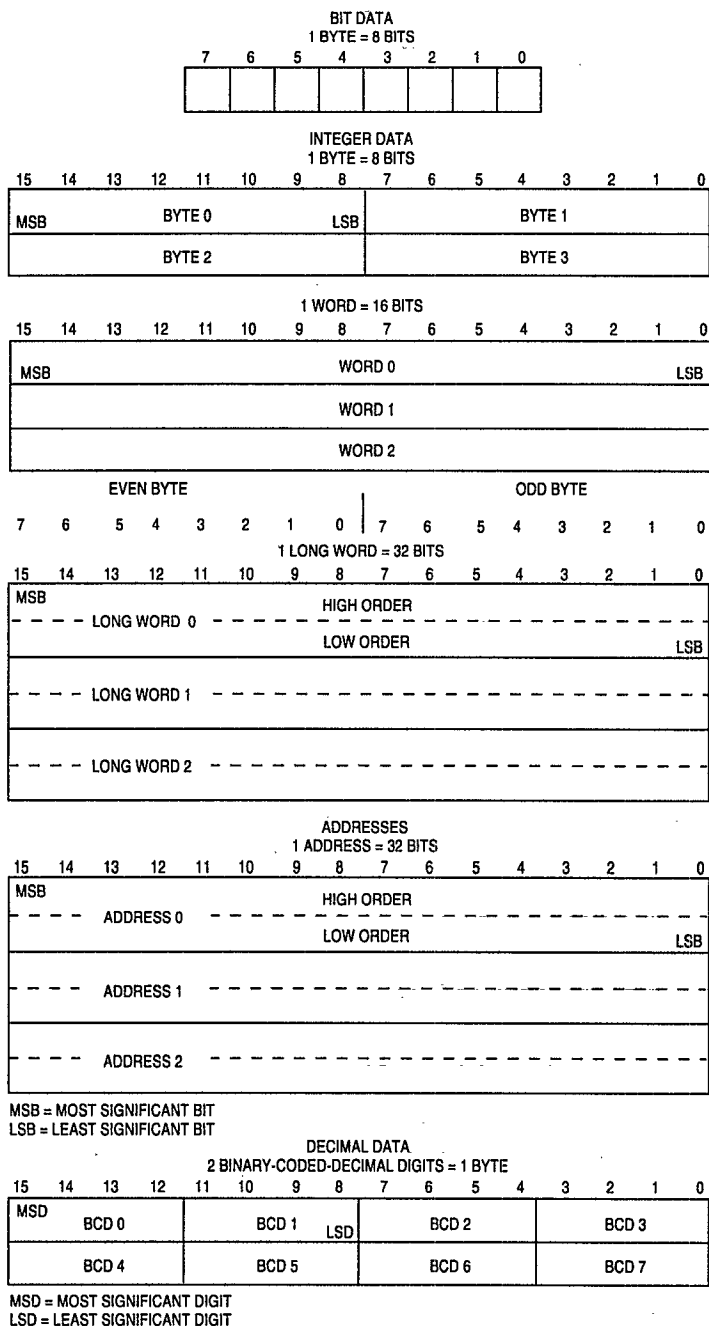 BIT DATA
1 BYTE = 8 BITS
7 6 5 4 3 2 1 0
INTEGER DATA
1 BYTE = 8 BITS
15 14 13 12 11 10 9 8 7 6 5 4 3 2 1 0
MSB BYTE 0 LSB BYTE 1
BYTE 2 BYTE 3
1 WORD = 16 BITS
15 14 13 12 11 10 9 8 7 6 5 4 3 2 1 0
MSB WORD 0 LSB
WORD 1
WORD 2
EVEN BYTE ODD BYTE
7 6 5 4 3 2 1 0 7 6 5 4 3 2 1 0
1 LONG WORD = 32 BITS
15 14 13 12 11 10 9 8 7 6 5 4 3 2 1 0
MSB HIGH ORDER
LONG WORD 0
LOW ORDER LSB
LONG WORD 1
LONG WORD 2
ADDRESSES
1 ADDRESS = 32 BITS
15 14 13 12 11 10 9 8 7 6 5 4 3 2 1 0
MSB HIGH ORDER
ADDRESS 0
LOW ORDER LSB
ADDRESS 1
ADDRESS 2
MSB = MOST SIGNIFICANT BIT
LSB = LEAST SIGNIFICANT BIT
DECIMAL DATA
2 BINARY-CODED-DECIMAL DIGITS = 1 BYTE
15 14 13 12 11 10 9 8 7 6 5 4 3 2 1 0
MSD BCD 0 BCD 1 LSD BCD 2 BCD 3
BCD 4 BCD 5 BCD 6 BCD 7
MSD = MOST SIGNIFICANT DIGIT
LSD = LEAST SIGNIFICANT DIGIT